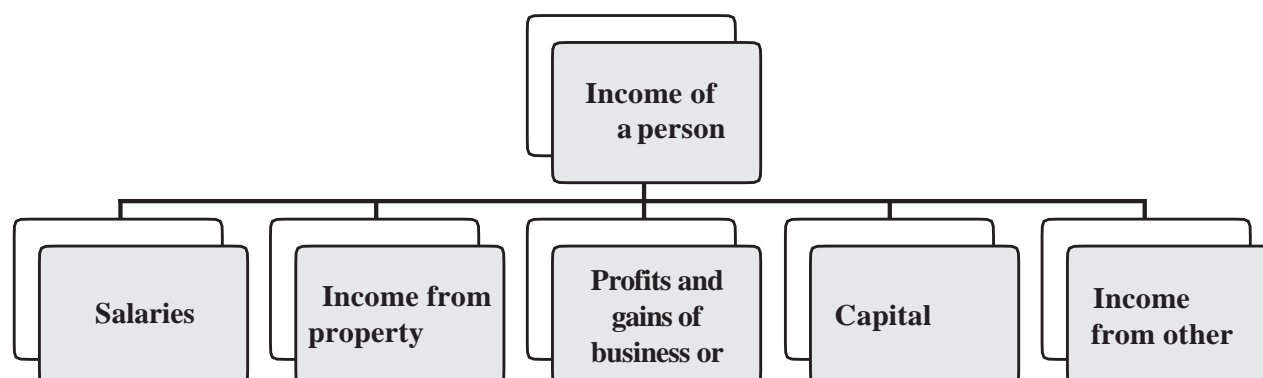 Income of
a person
Salaries
Income from
property
Profits and
gains of
business or
Capital
Income
from other